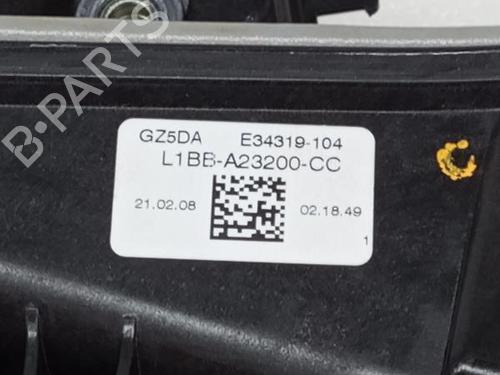 B-PARTS
GZ5DA E34319-104
L1BB-A23200-CC
21.02.08 02.18.49
1